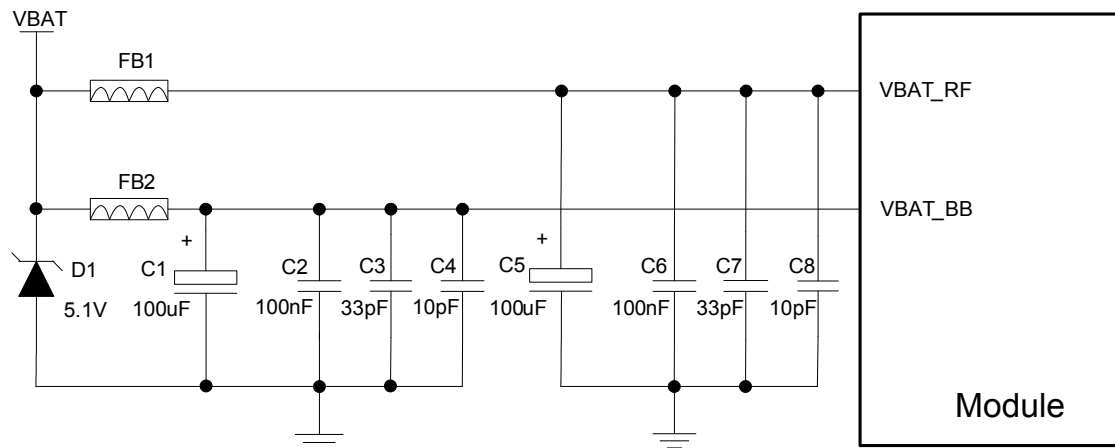 VBAT
FB1
VBAT_RF
FB2
VBAT_BB
+
+
D1
5.1V
C1
100uF
C2
100nF
C3
33pF
C4
10pF
C5
100uF
C6
100nF
C7
33pF
C8
10pF
Module